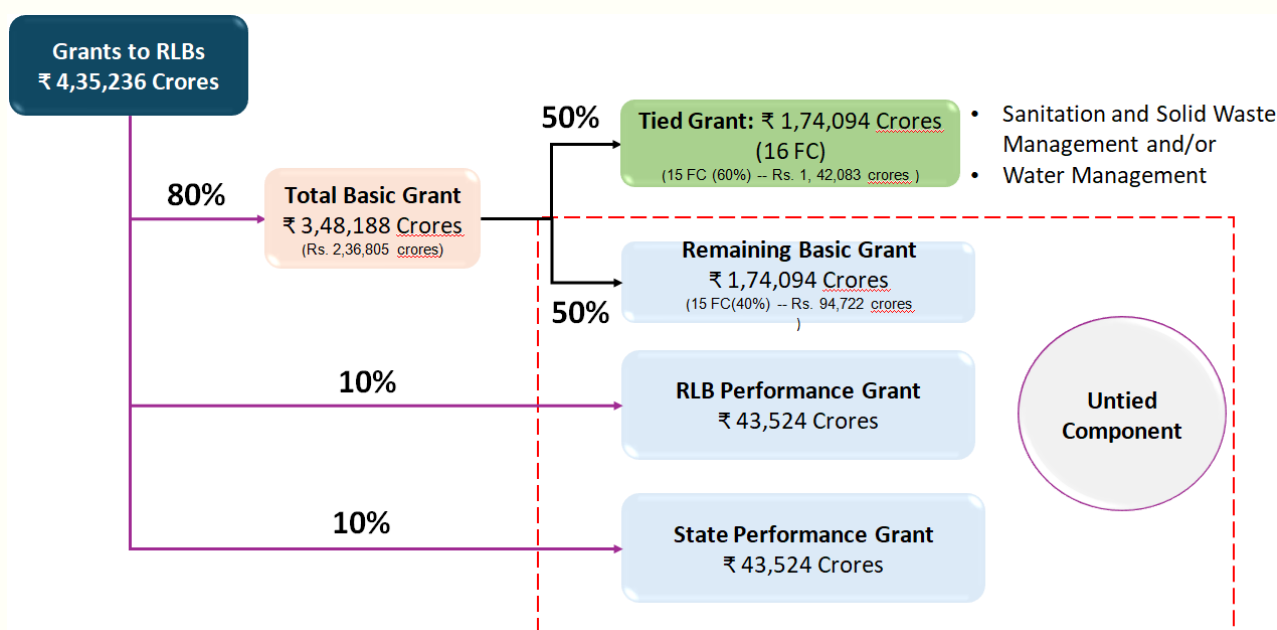 Grants to RLBs
₹ 4,35,236 Crores
80%
Total Basic Grant
₹ 3,48,188 Crores
(Rs. 2,36,805 crores)
50%
Tied Grant: ₹ 1,74,094 Crores
(16 FC)
(15 FC (60%) -- Rs. 1, 42,083 crores )
• Sanitation and Solid Waste
Management and/or
• Water Management
50%
Remaining Basic Grant
₹ 1,74,094 Crores
(15 FC(40%) -- Rs. 94,722 crores
)
10%
RLB Performance Grant
₹ 43,524 Crores
10%
State Performance Grant
₹ 43,524 Crores
Untied
Component